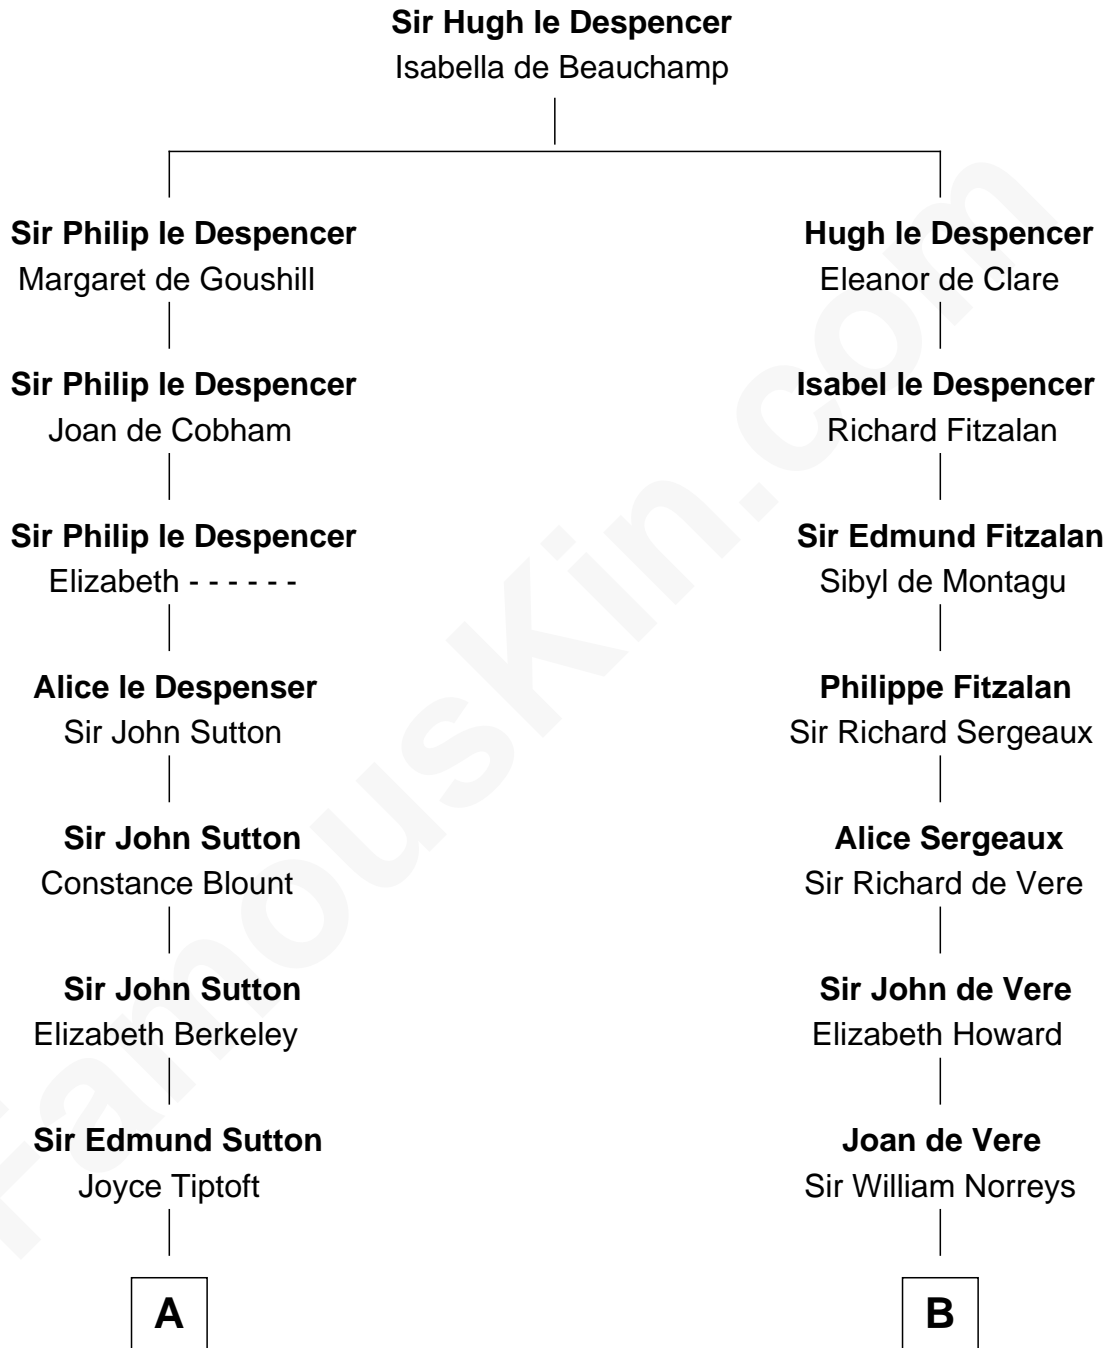 Sir Hugh le Despencer
Isabella de Beauchamp
Sir Philip le Despencer
Margaret de Goushill
Hugh le Despencer
Eleanor de Clare
Sir Philip le Despencer
Joan de Cobham
Isabel le Despencer
Richard Fitzalan
Sir Philip le Despencer
Elizabeth - - - - - -
Sir Edmund Fitzalan
Sibyl de Montagu
Alice le Despenser
Sir John Sutton
Philippe Fitzalan
Sir Richard Sergeaux
Sir John Sutton
Constance Blount
Alice Sergeaux
Sir Richard de Vere
Sir John Sutton
Elizabeth Berkeley
Sir John de Vere
Elizabeth Howard
Sir Edmund Sutton
Joyce Tiptoft
Joan de Vere
Sir William Norreys
A
B
FamousKin.com